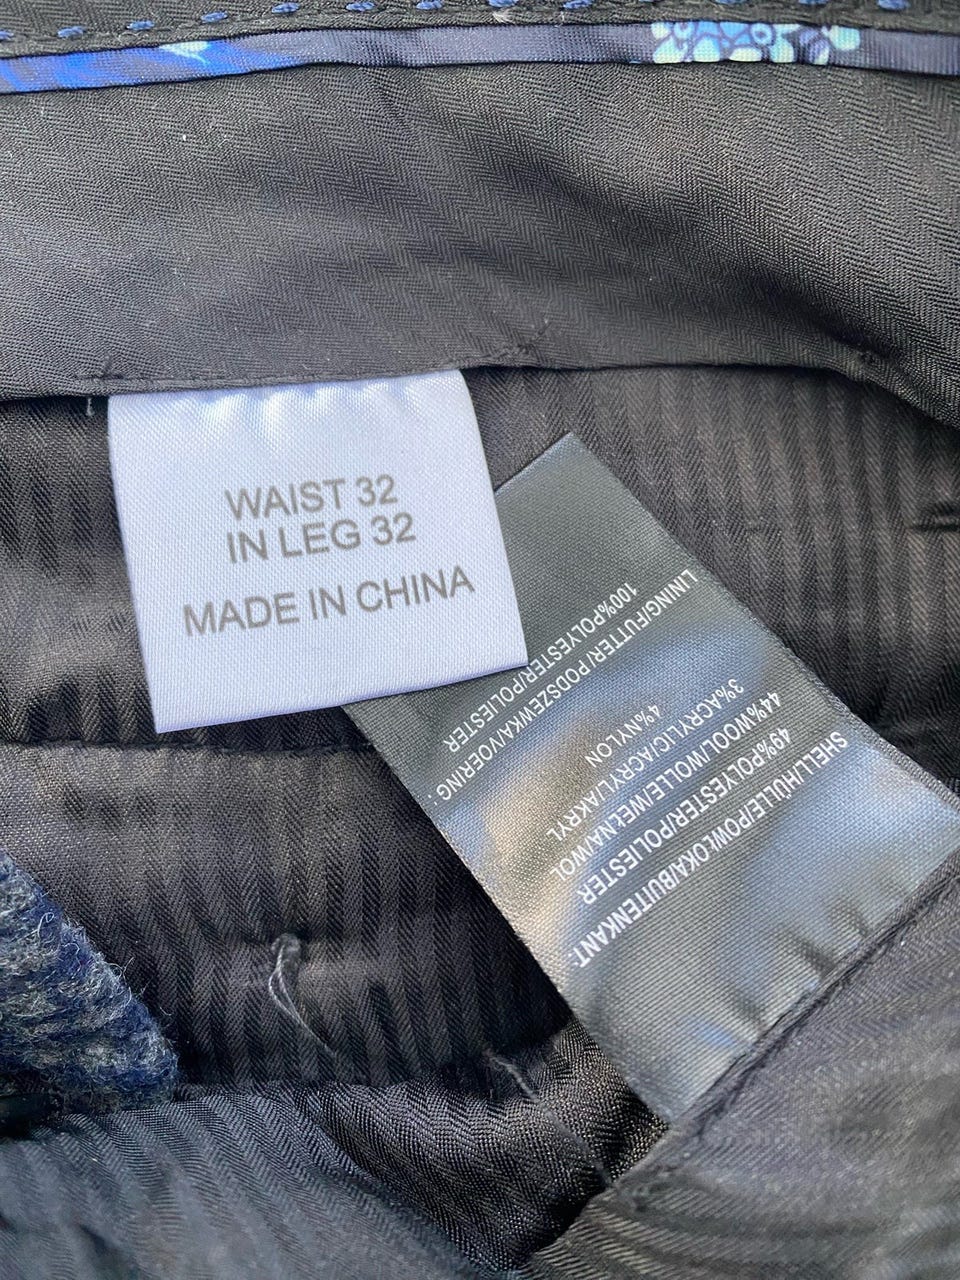 WAIST 32
IN LEG 32
MADE IN CHINA
SHELL/HÜLLE/POWŁOKA/BUITENKANT:
49%POLYESTER/POLIESTER
44%WOOL/WOLLE/WEŁNA/WOL
3%ACRYLIC/ACRYL/AKRYL
4%NYLON
LINING/FUTTER/PODSZEWKA/VOERING:
100%POLYESTER/POLIESTER